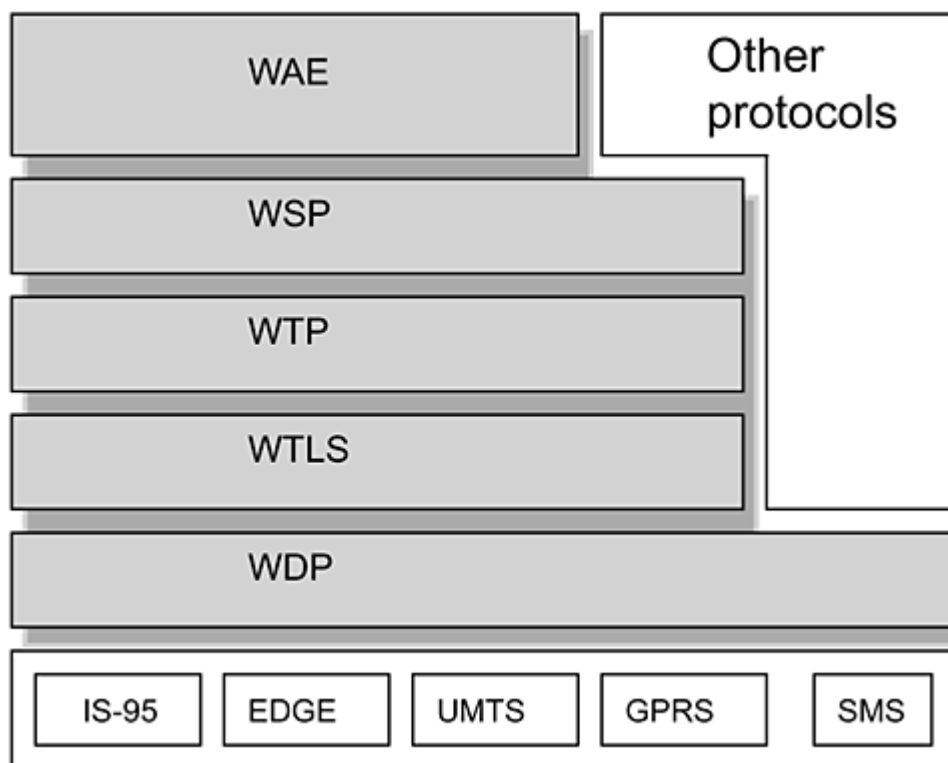 WAE
Other
protocols
WSP
WTP
WTLS
WDP
IS-95 EDGE UMTS GPRS SMS